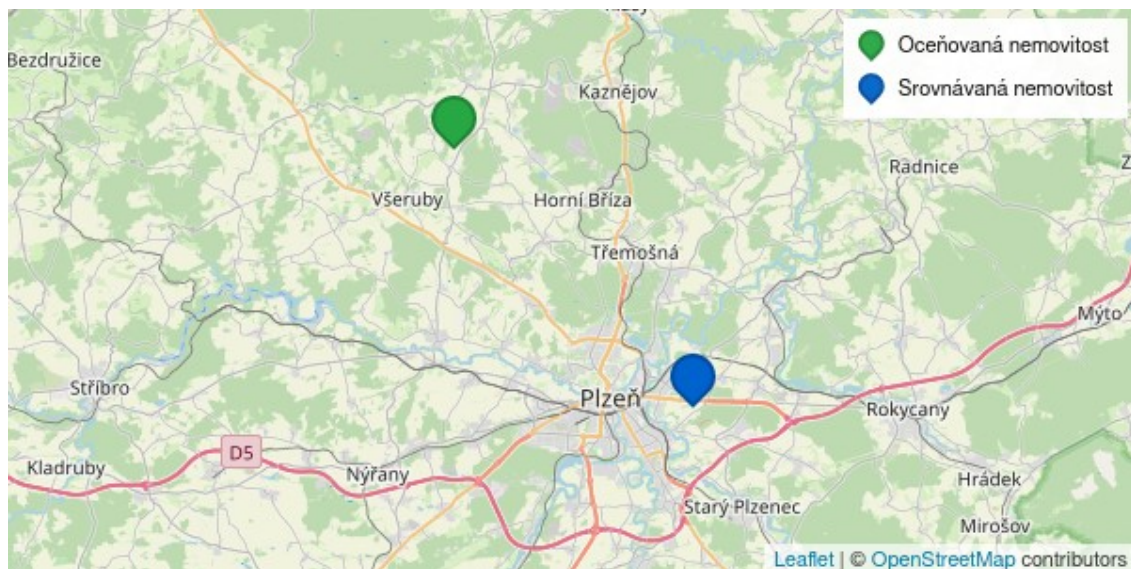 Bezdružice
Oceňovaná nemovitost
Srovnávaná nemovitost
Kaznějov
Radnice
Z
Všeruby
Horní Bříza
Třemošná
Mýto
Stříbro
Plzeň
Rokycany
D5
Kladruby
Nýřany
Hrádek
Starý Plzenec
Mirošov
Leaflet | © OpenStreetMap contributors